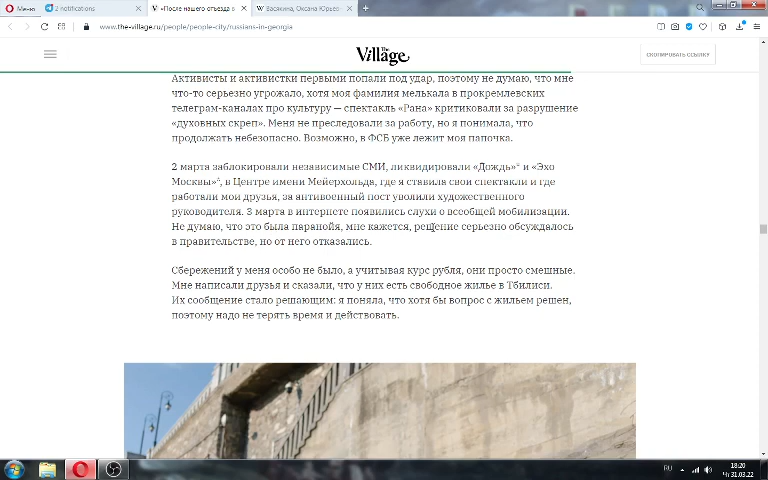 Меню
2 notifications
«После нашего отъезда в
Васякина, Оксана Юрьев
www.the-village.ru/people/people-city/russians-in-georgia
The Village
СКОПИРОВАТЬ ССЫЛКУ
Активисты и активистки первыми попали под удар, поэтому не думаю, что мне
что-то серьезно угрожало, хотя моя фамилия мелькала в прокремлевских
телеграм-каналах про культуру — спектакль «Рана» критиковали за разрушение
«духовных скреп». Меня не преследовали за работу, но я понимала, что
продолжать небезопасно. Возможно, в ФСБ уже лежит моя папочка.
2 марта заблокировали независимые СМИ, ликвидировали «Дождь»* и «Эхо
Москвы»*, в Центре имени Мейерхольда, где я ставила свои спектакли и где
работали мои друзья, за антивоенный пост уволили художественного
руководителя. 3 марта в интернете появились слухи о всеобщей мобилизации.
Не думаю, что это была паранойя, мне кажется, решение серьезно обсуждалось
в правительстве, но от него отказались.
Сбережений у меня особо не было, а учитывая курс рубля, они просто смешные.
Мне написали друзья и сказали, что у них есть свободное жилье в Тбилиси.
Их сообщение стало решающим: я поняла, что хотя бы вопрос с жильем решен,
поэтому надо не терять время и действовать.
RU
18:20
Чт 31.03.22